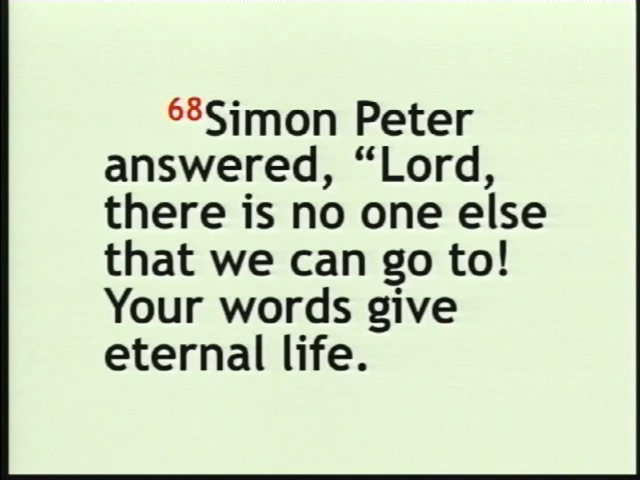 68Simon Peter
answered, “Lord,
there is no one else
that we can go to!
Your words give
eternal life.